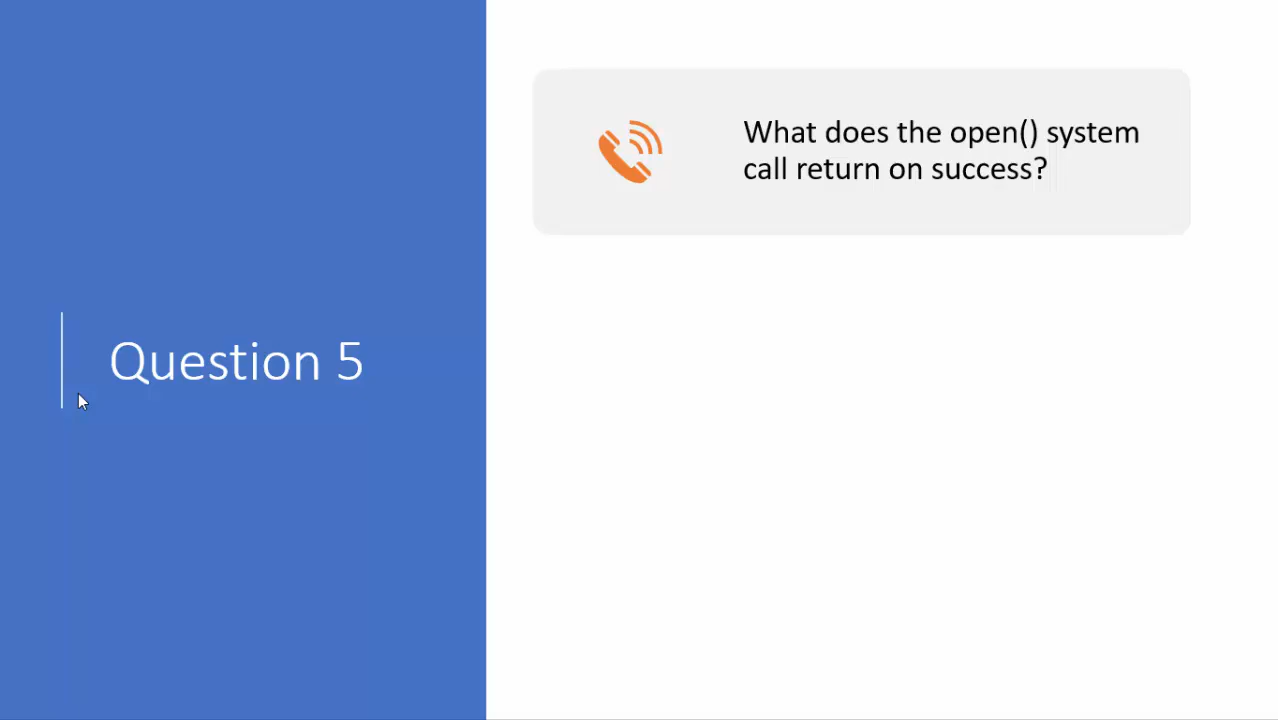 What does the open() system
call return on success?
Question 5